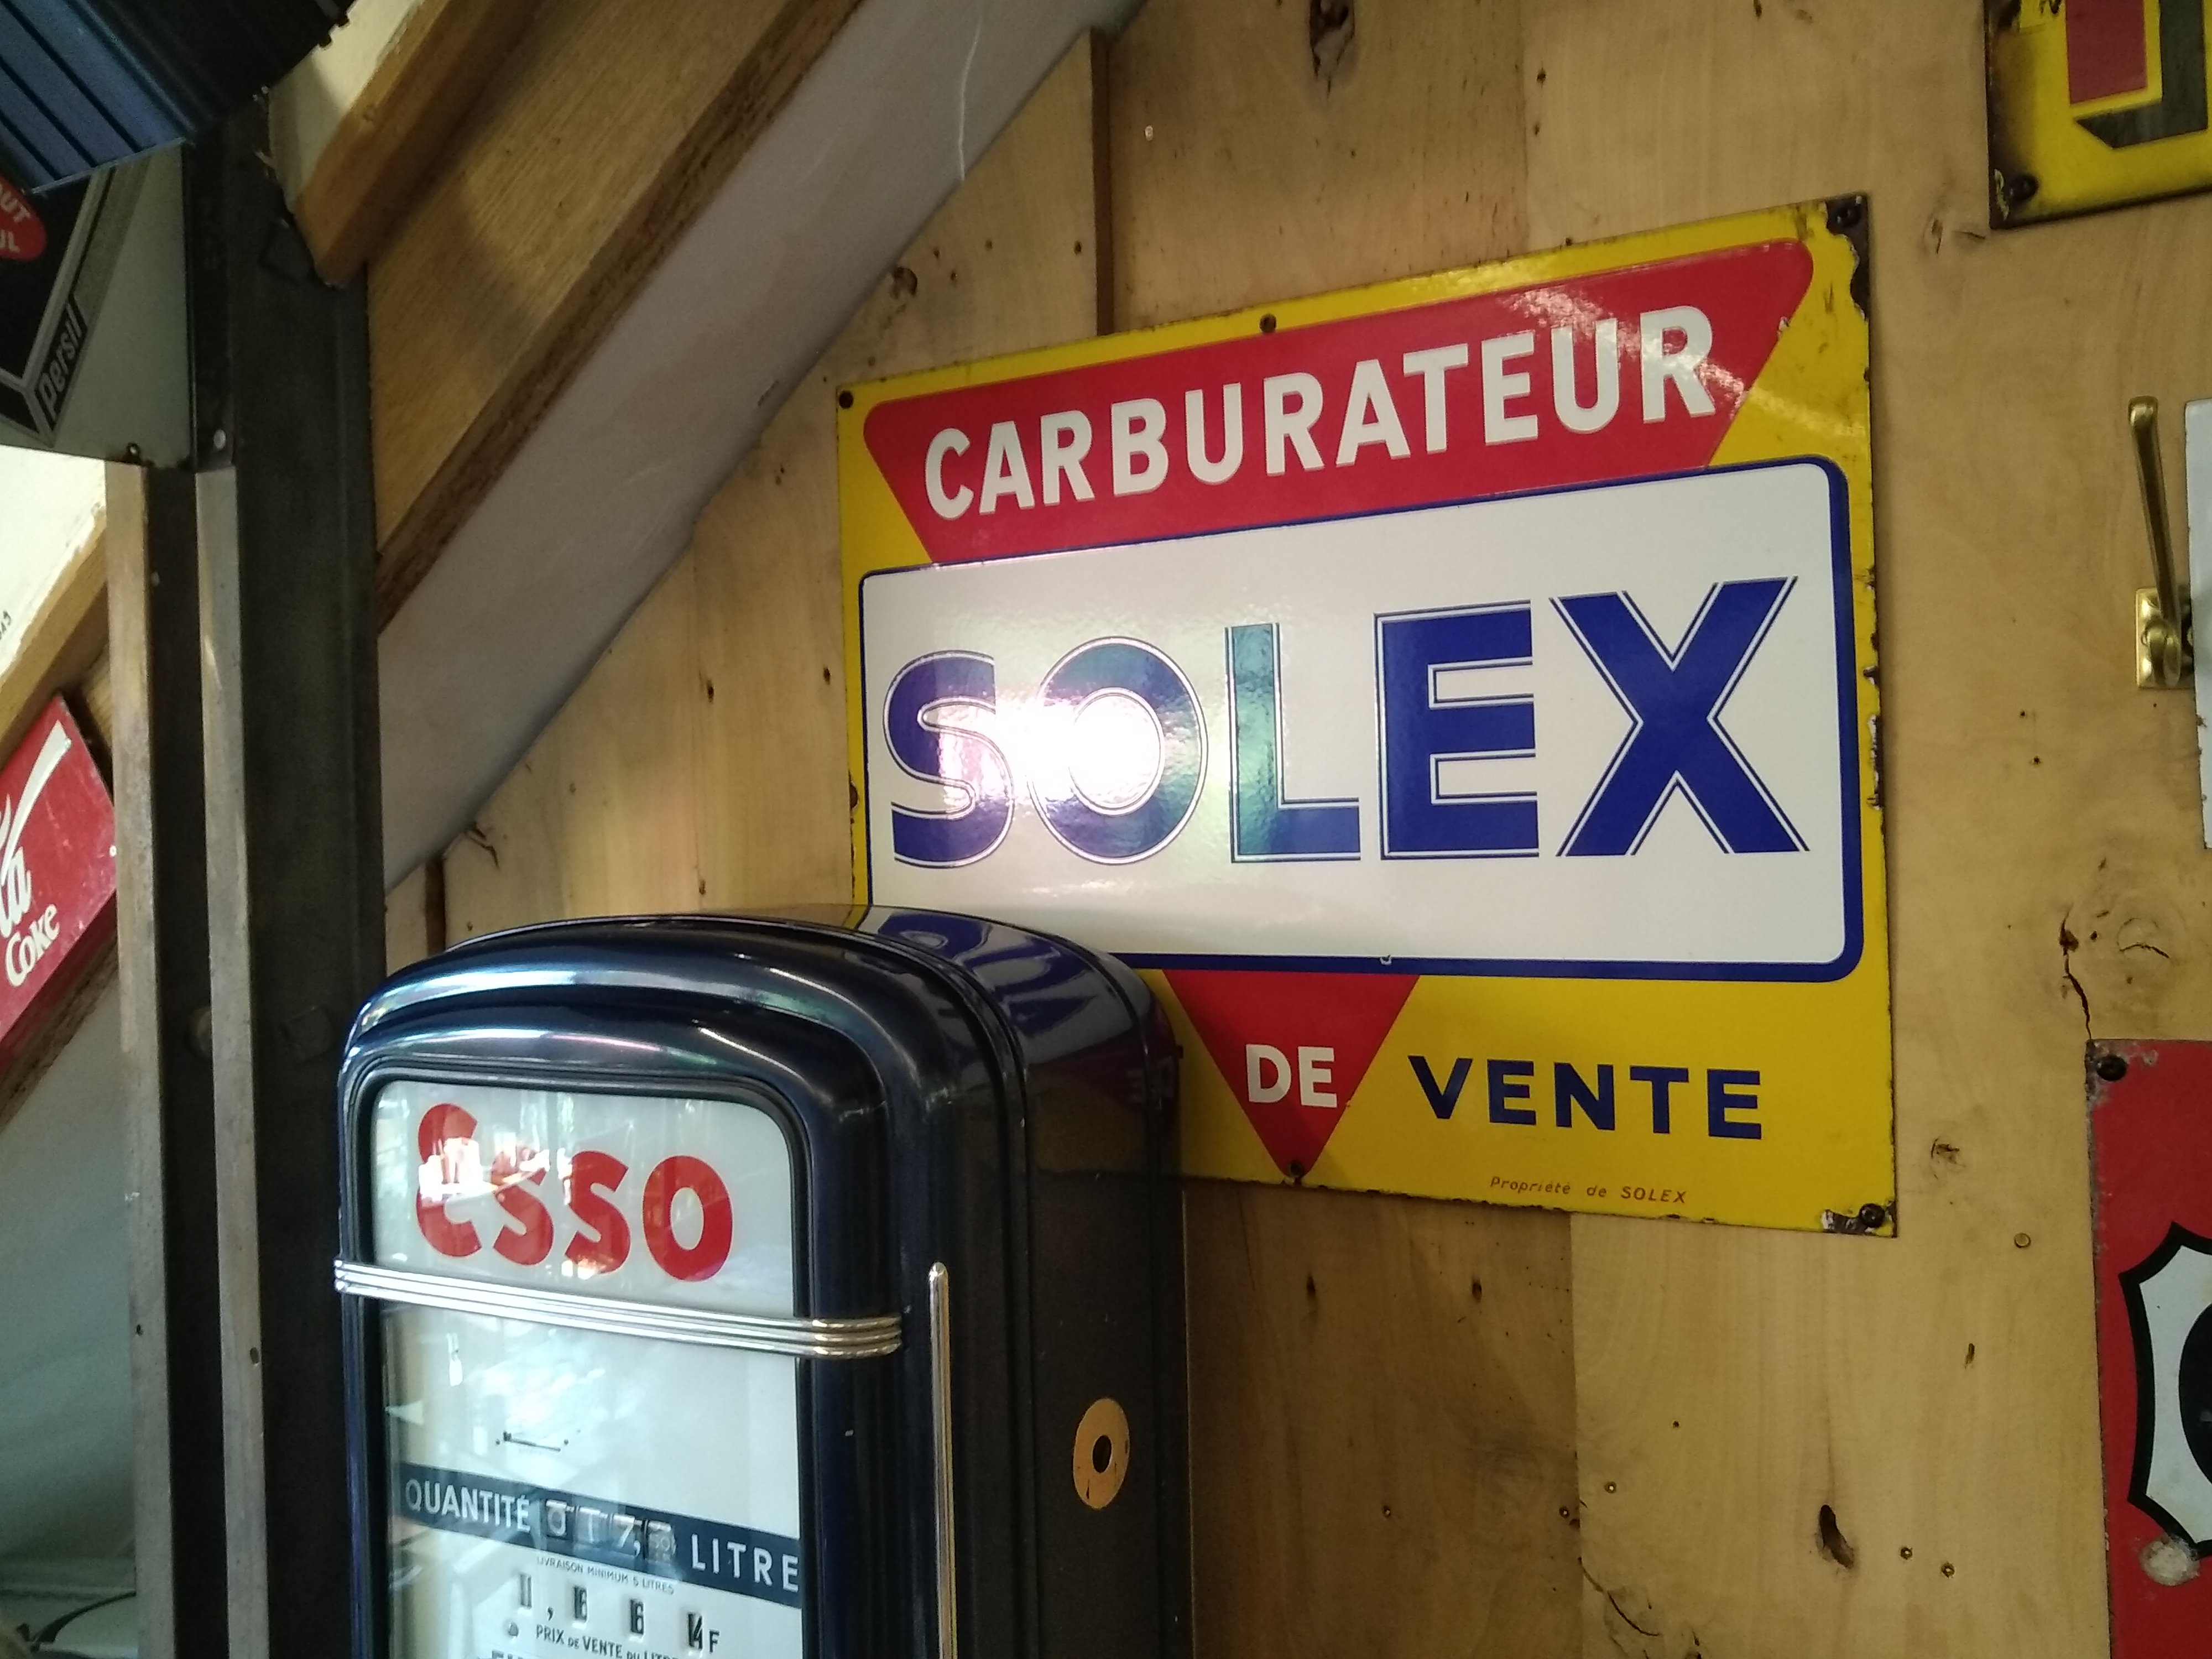 persil
Coke
CARBURATEUR
SOLEX
DE VENTE
Propriété de SOLEX
Esso
QUANTITÉ 017, LITRE
LIVRAISON MINIMUM 5 LITRES
F
PRIX DE VENTE DU LITRE